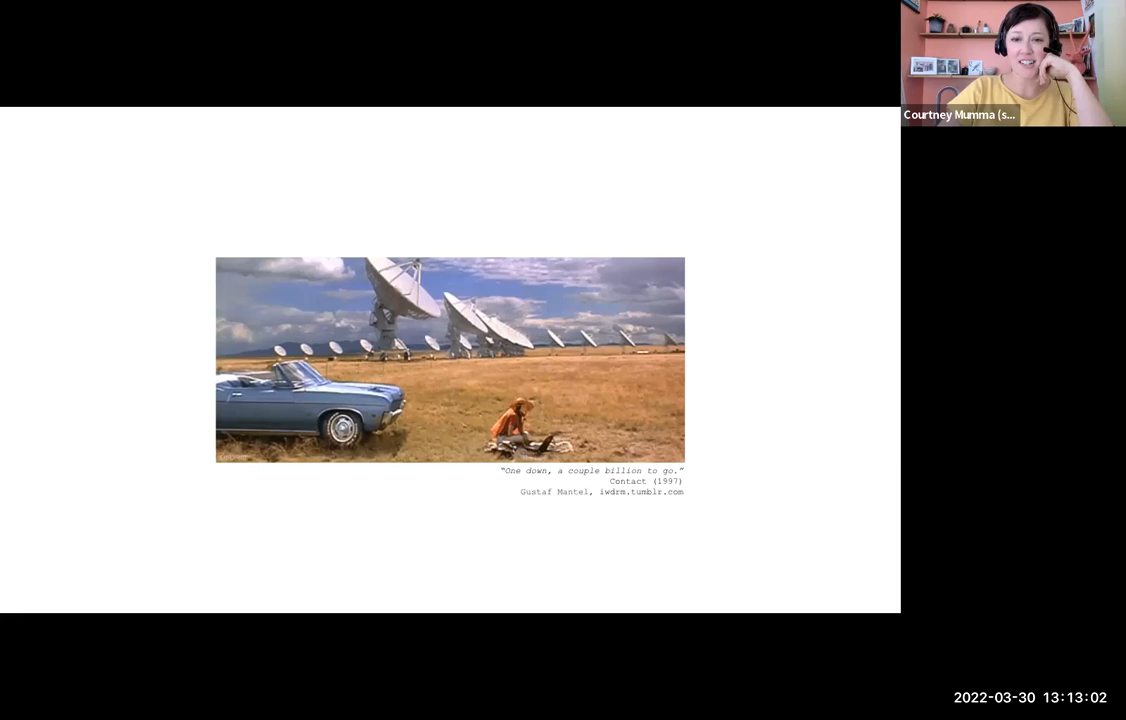 Courtney Mumma (s...
"One down, a couple billion to go."
Contact (1997)
Gustaf Mantel, iwdrm.tumblr.com
2022-03-30 13:13:02